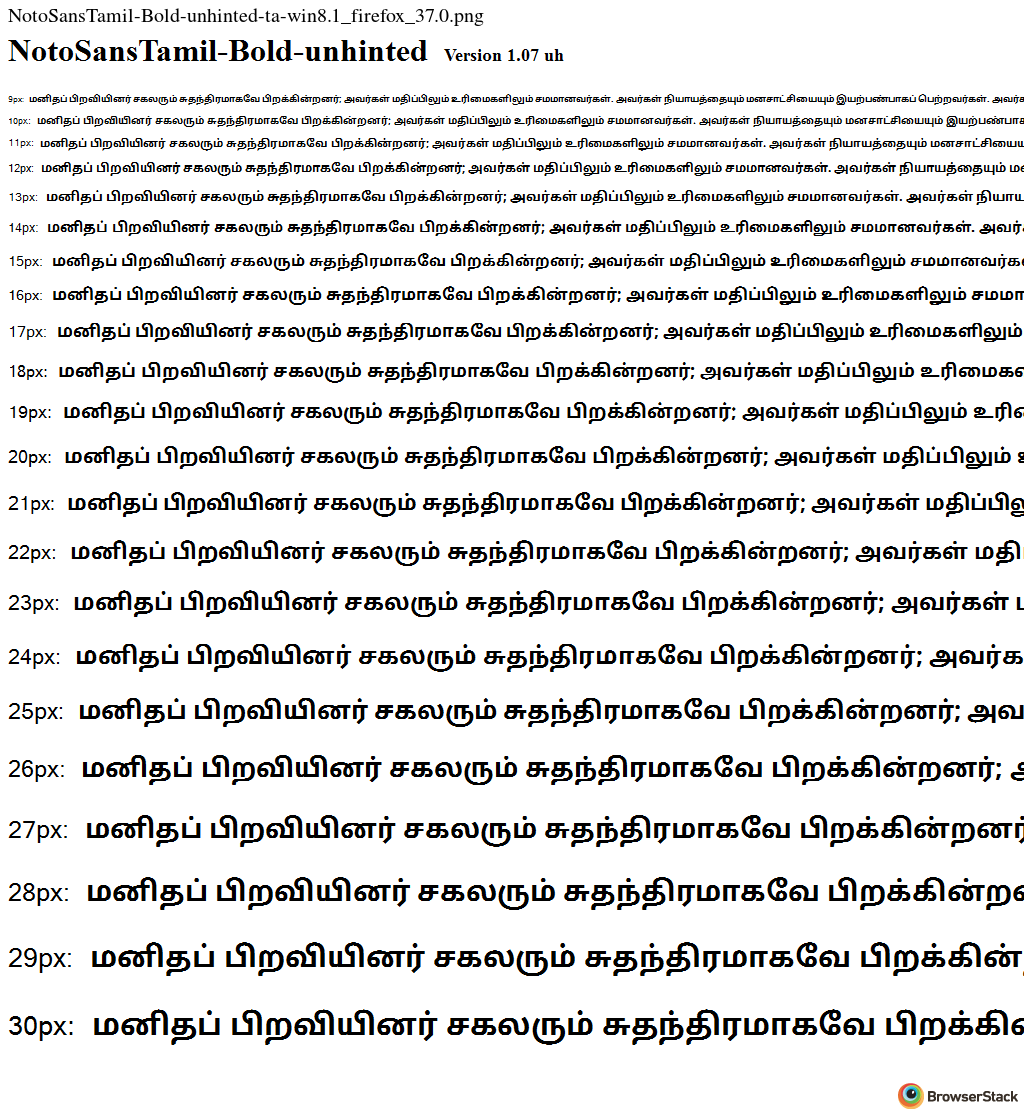 NotoSansTamil-Bold-unhinted-ta-win8.1_firefox_37.0.png
NotoSansTamil-Bold-unhinted Version 1.07 uh
9px: மனிதப் பிறவியினர் சகலரும் சுதந்திரமாகவே பிறக்கின்றனர்; அவர்கள் மதிப்பிலும் உரிமைகளிலும் சமமானவர்கள். அவர்கள் நியாயத்தையும் மனசாட்சியையும் இயற்பண்பாகப் பெற்றவர்கள்.
10px: மனிதப் பிறவியினர் சகலரும் சுதந்திரமாகவே பிறக்கின்றனர்; அவர்கள் மதிப்பிலும் உரிமைகளிலும் சமமானவர்கள். அவர்கள் நியாயத்தையும் மனசாட்சியையும்
11px: மனிதப் பிறவியினர் சகலரும் சுதந்திரமாகவே பிறக்கின்றனர்; அவர்கள் மதிப்பிலும் உரிமைகளிலும் சமமானவர்கள். அவர்கள் நியாயத்தையும்
12px: மனிதப் பிறவியினர் சகலரும் சுதந்திரமாகவே பிறக்கின்றனர்; அவர்கள் மதிப்பிலும் உரிமைகளிலும் சமமானவர்கள். அவர்கள் நியாயத்தையும்
13px: மனிதப் பிறவியினர் சகலரும் சுதந்திரமாகவே பிறக்கின்றனர்; அவர்கள் மதிப்பிலும் உரிமைகளிலும் சமமானவர்கள். அவர்கள்
14px: மனிதப் பிறவியினர் சகலரும் சுதந்திரமாகவே பிறக்கின்றனர்; அவர்கள் மதிப்பிலும் உரிமைகளிலும் சமமானவர்கள்.
15px: மனிதப் பிறவியினர் சகலரும் சுதந்திரமாகவே பிறக்கின்றனர்; அவர்கள் மதிப்பிலும் உரிமைகளிலும்
16px: மனிதப் பிறவியினர் சகலரும் சுதந்திரமாகவே பிறக்கின்றனர்; அவர்கள் மதிப்பிலும் உரிமைகளிலும்
17px: மனிதப் பிறவியினர் சகலரும் சுதந்திரமாகவே பிறக்கின்றனர்; அவர்கள் மதிப்பிலும் உரிமைகளிலும்
18px: மனிதப் பிறவியினர் சகலரும் சுதந்திரமாகவே பிறக்கின்றனர்; அவர்கள் மதிப்பிலும்
19px: மனிதப் பிறவியினர் சகலரும் சுதந்திரமாகவே பிறக்கின்றனர்; அவர்கள் மதிப்பிலும்
20px: மனிதப் பிறவியினர் சகலரும் சுதந்திரமாகவே பிறக்கின்றனர்; அவர்கள் மதிப்பிலும்
21px: மனிதப் பிறவியினர் சகலரும் சுதந்திரமாகவே பிறக்கின்றனர்; அவர்கள்
22px: மனிதப் பிறவியினர் சகலரும் சுதந்திரமாகவே பிறக்கின்றனர்; அவர்கள்
23px: மனிதப் பிறவியினர் சகலரும் சுதந்திரமாகவே பிறக்கின்றனர்; அவர்கள்
24px: மனிதப் பிறவியினர் சகலரும் சுதந்திரமாகவே பிறக்கின்றனர்;
25px: மனிதப் பிறவியினர் சகலரும் சுதந்திரமாகவே பிறக்கின்றனர்;
26px: மனிதப் பிறவியினர் சகலரும் சுதந்திரமாகவே பிறக்கின்றனர்;
27px: மனிதப் பிறவியினர் சகலரும் சுதந்திரமாகவே பிறக்கின்றனர்
28px: மனிதப் பிறவியினர் சகலரும் சுதந்திரமாகவே
29px: மனிதப் பிறவியினர் சகலரும் சுதந்திரமாகவே
30px: மனிதப் பிறவியினர் சகலரும் சுதந்திரமாகவே
BrowserStack